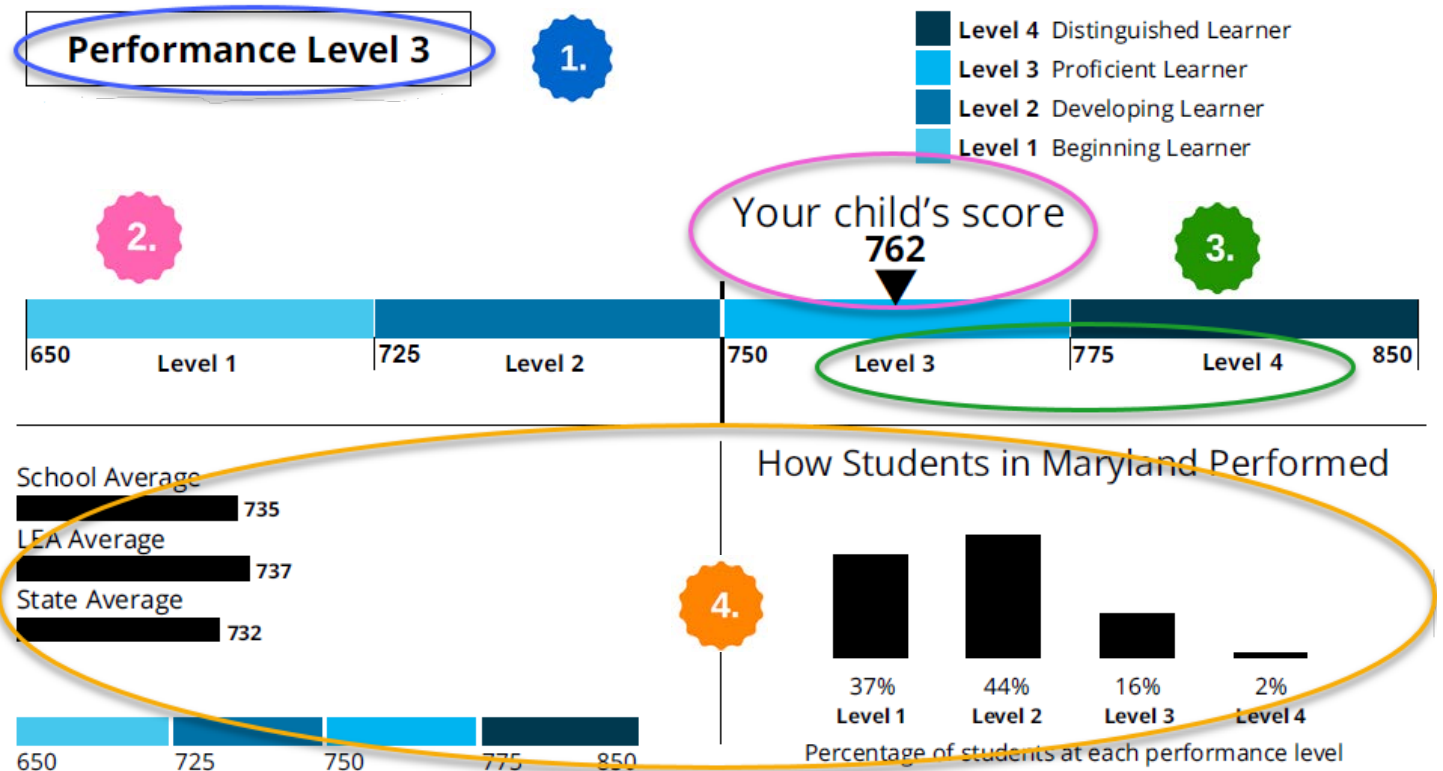 Performance Level 3
1.
Level 4 Distinguished Learner
Level 3 Proficient Learner
Level 2 Developing Learner
Level 1 Beginning Learner
2.
Your child's score
762
3.
650 Level 1 725 Level 2 750 Level 3 775 Level 4 850
School Average
735
LEA Average
737
State Average
732
650 725 750 775 850
4.
How Students in Maryland Performed
37% 44% 16% 2%
Level 1 Level 2 Level 3 Level 4
Percentage of students at each performance level